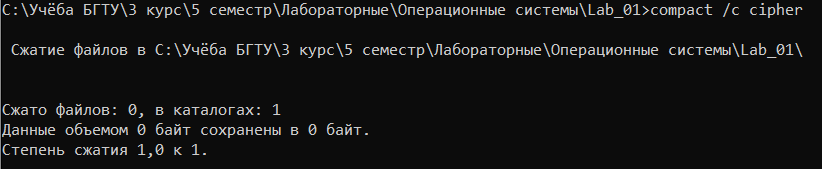 C:\Учёба БГТУ\3 курс\5 семестр\Лабораторные\Операционные системы\Lab_01>compact /c cipher
Сжатие файлов в C:\Учёба БГТУ\3 курс\5 семестр\Лабораторные\Операционные системы\Lab_01\
Сжато файлов: 0, в каталогах: 1
Данные объемом 0 байт сохранены в 0 байт.
Степень сжатия 1,0 к 1.